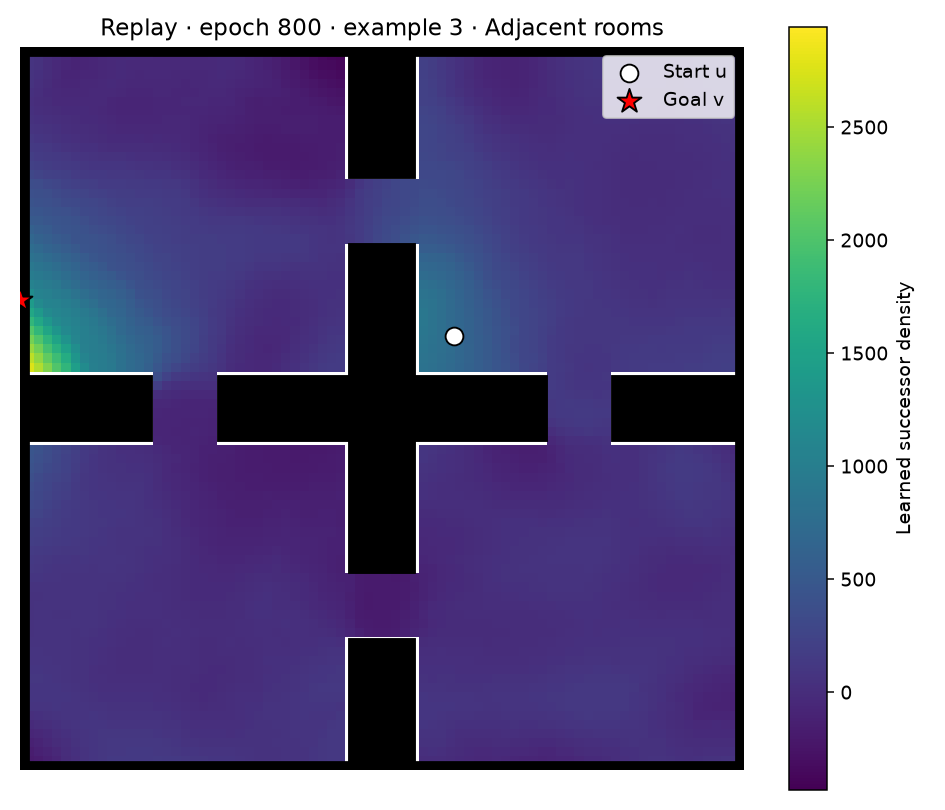 Replay · epoch 800 · example 3 · Adjacent rooms
Start u
Goal v
2500
2000
1500
1000
500
0
Learned successor density